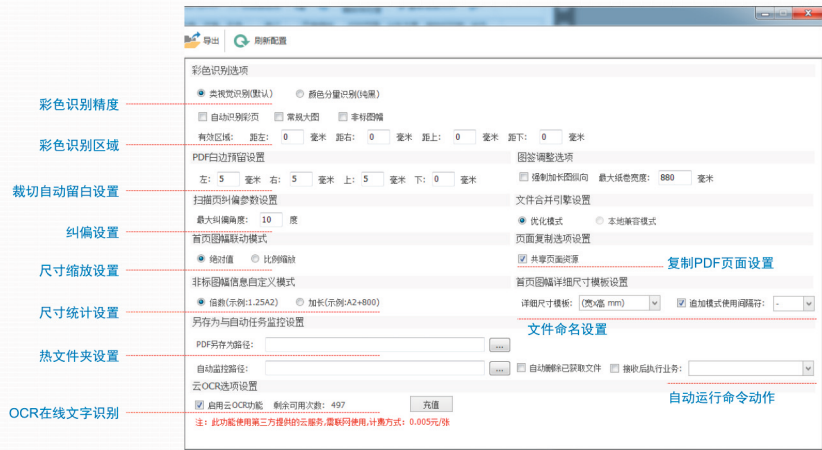 导出 刷新配置
彩色识别选项
类视觉识别(默认) 颜色分量识别(纯黑)
彩色识别精度
自动识别彩页 常规大图 非标图幅
有效区域: 距左: 0 毫米 距右: 0 毫米 距上: 0 毫米 距下: 0 毫米
彩色识别区域
PDF白边预留设置 图签调整选项
左: 5 毫米 右: 5 毫米 上: 5 毫米 下: 0 毫米 强制加长图纵向 最大纸卷宽度: 880 毫米
裁切自动留白设置
扫描页纠偏参数设置 文件合并引擎设置
最大纠偏角度: 10 度 优化模式 本地兼容模式
纠偏设置
首页图幅联动模式 页面复制选项设置
绝对值 比例缩放 共享页面资源
复制PDF页面设置
尺寸缩放设置
非标图幅信息自定义模式 首页图幅详细尺寸模板设置
倍数(示例:1.25A2) 加长(示例:A2+800) 详细尺寸模板: (宽x高 mm) 追加模式使用间隔符: -
尺寸统计设置
另存为与自动任务监控设置
文件命名设置
PDF另存为路径: ...
热文件夹设置
自动监控路径: ... 自动删除已获取文件 接收后执行业务:
云OCR选项设置
自动运行命令动作
启用云OCR功能 剩余可用次数: 497 充值
OCR在线文字识别
注: 此功能使用第三方提供的云服务,需联网使用,计费方式: 0.005元/张